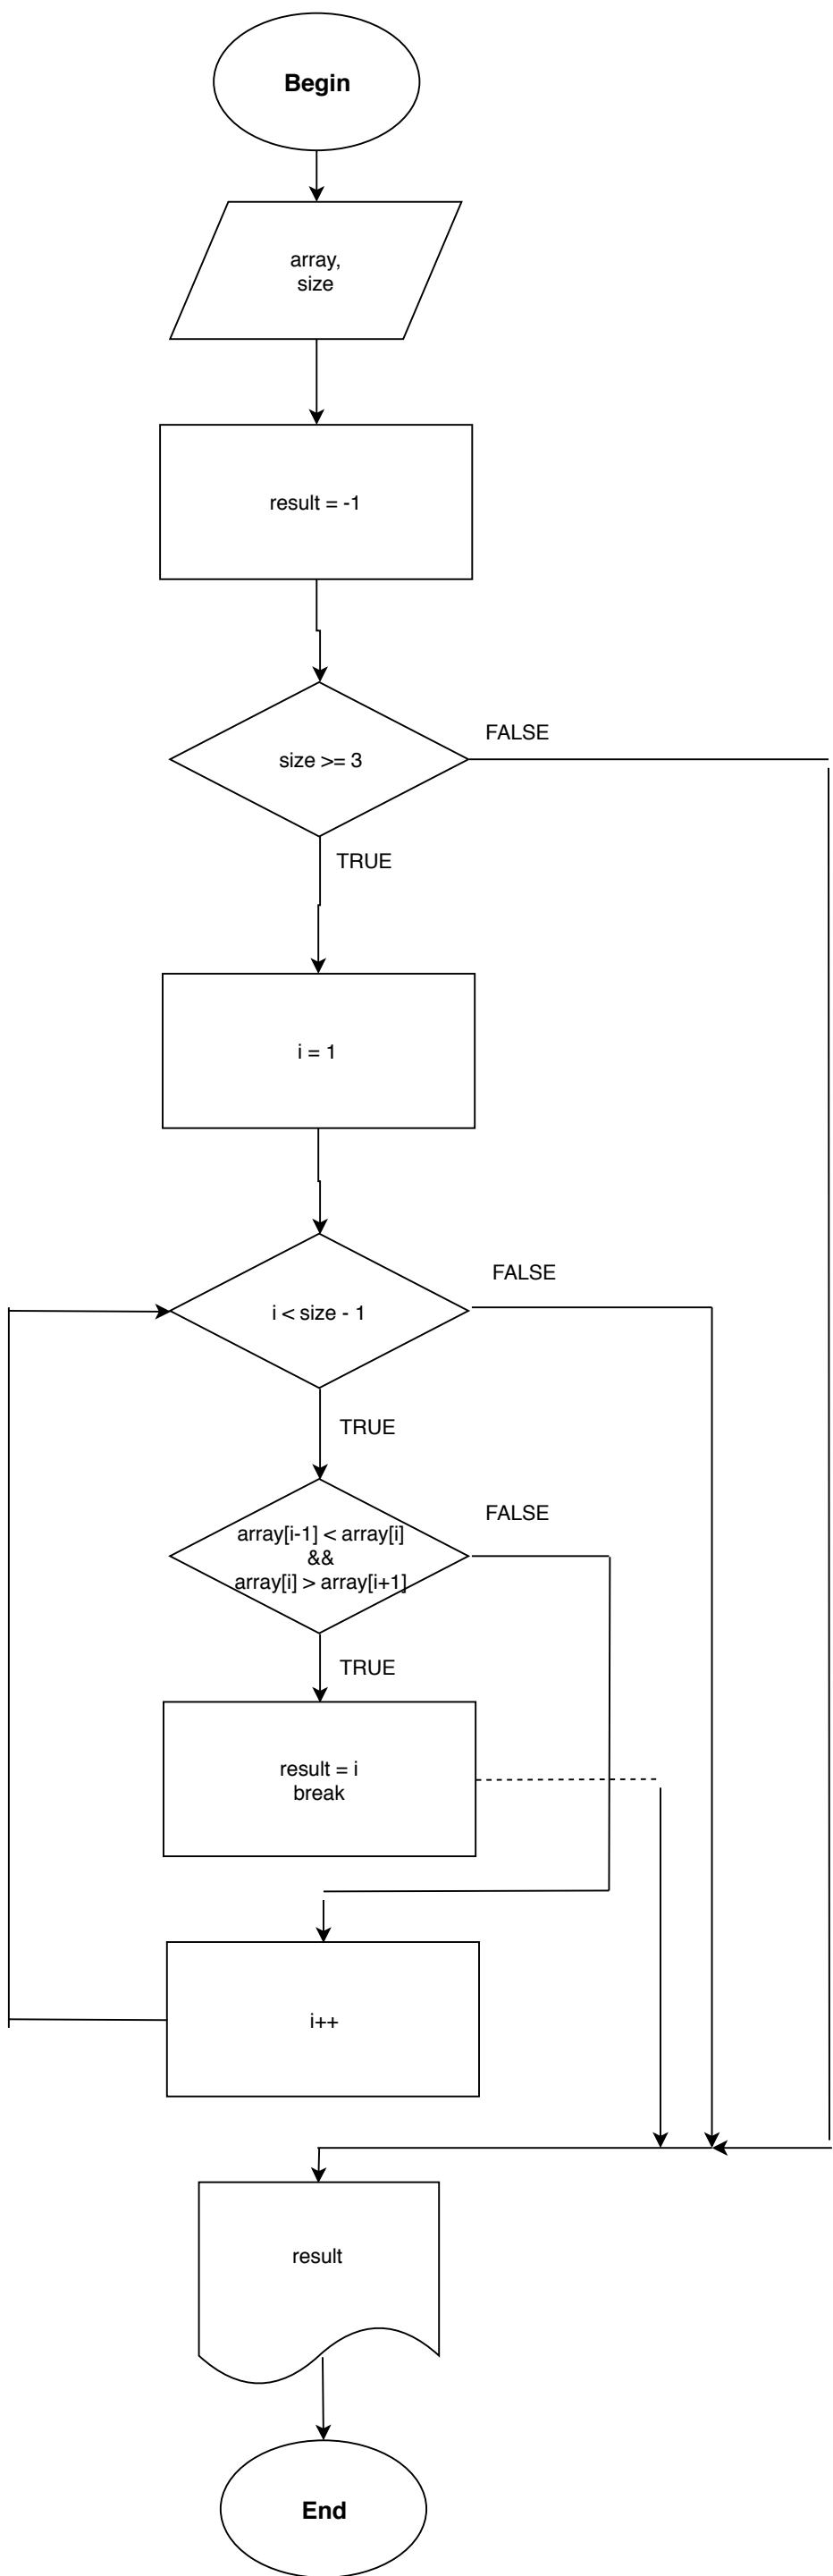 Begin
array,
size
result = -1
size >= 3
FALSE
TRUE
i = 1
i < size - 1
FALSE
TRUE
array[i-1] < array[i]
&&
array[i] > array[i+1]
FALSE
TRUE
result = i
break
i++
result
End